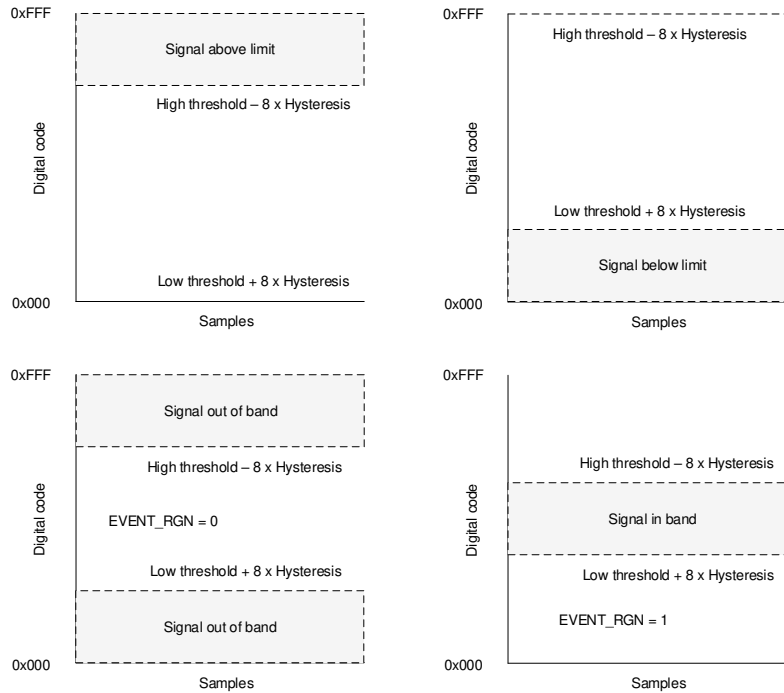 0xFFF
Signal above limit
High threshold – 8 x Hysteresis
Digital code
Low threshold + 8 x Hysteresis
0x000
Samples
0xFFF
High threshold – 8 x Hysteresis
Digital code
Low threshold + 8 x Hysteresis
Signal below limit
0x000
Samples
0xFFF
Signal out of band
High threshold – 8 x Hysteresis
Digital code
EVENT_RGN = 0
Low threshold + 8 x Hysteresis
Signal out of band
0x000
Samples
0xFFF
High threshold – 8 x Hysteresis
Digital code
Signal in band
Low threshold + 8 x Hysteresis
EVENT_RGN = 1
0x000
Samples